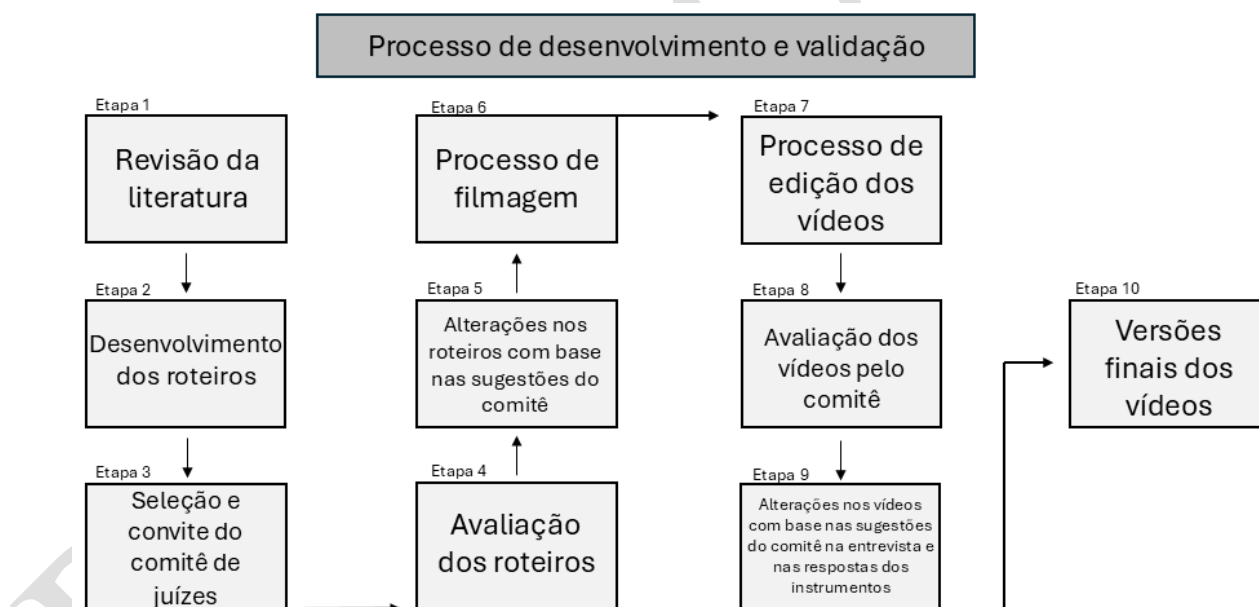 Processo de desenvolvimento e validação
Etapa 1
Revisão da
literatura
Etapa 2
Desenvolvimento
dos roteiros
Etapa 3
Seleção e
convite do
comitê de
juízes
Etapa 4
Avaliação
dos roteiros
Etapa 5
Alterações nos
roteiros com base
nas sugestões do
comitê
Etapa 6
Processo de
filmagem
Etapa 7
Processo de
edição dos
vídeos
Etapa 8
Avaliação dos
vídeos pelo
comitê
Etapa 9
Alterações nos vídeos
com base nas sugestões
do comitê na entrevista e
nas respostas dos
instrumentos
Etapa 10
Versões
finais dos
vídeos